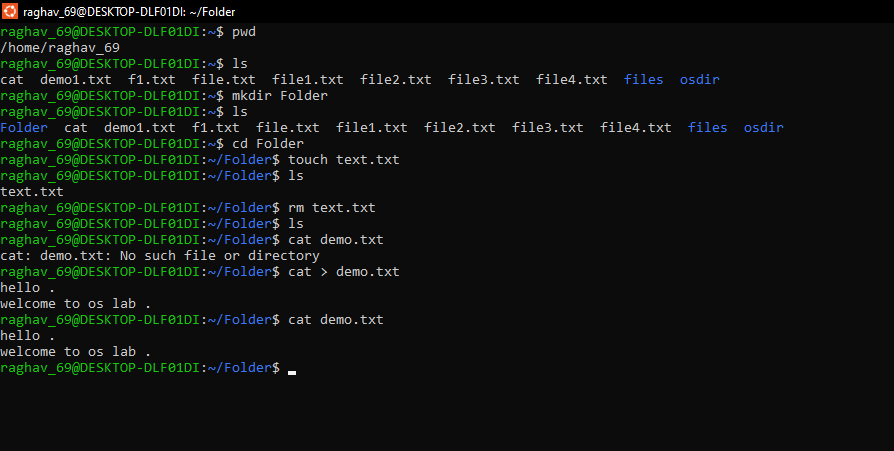 raghav_69@DESKTOP-DLF01DI: ~/Folder
raghav_69@DESKTOP-DLF01DI:~$ pwd
/home/raghav_69
raghav_69@DESKTOP-DLF01DI:~$ ls
cat  demo1.txt  f1.txt  file.txt  file1.txt  file2.txt  file3.txt  file4.txt  files  osdir
raghav_69@DESKTOP-DLF01DI:~$ mkdir Folder
raghav_69@DESKTOP-DLF01DI:~$ ls
Folder  cat  demo1.txt  f1.txt  file.txt  file1.txt  file2.txt  file3.txt  file4.txt  files  osdir
raghav_69@DESKTOP-DLF01DI:~$ cd Folder
raghav_69@DESKTOP-DLF01DI:~/Folder$ touch text.txt
raghav_69@DESKTOP-DLF01DI:~/Folder$ ls
text.txt
raghav_69@DESKTOP-DLF01DI:~/Folder$ rm text.txt
raghav_69@DESKTOP-DLF01DI:~/Folder$ ls
raghav_69@DESKTOP-DLF01DI:~/Folder$ cat demo.txt
cat: demo.txt: No such file or directory
raghav_69@DESKTOP-DLF01DI:~/Folder$ cat > demo.txt
hello .
welcome to os lab .
raghav_69@DESKTOP-DLF01DI:~/Folder$ cat demo.txt
hello .
welcome to os lab .
raghav_69@DESKTOP-DLF01DI:~/Folder$